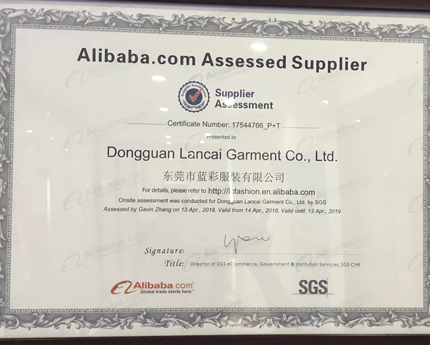 Alibaba.com Assessed Supplier
Supplier
Assessment
Certificate Number: 17544766_P+T
Presented to
Dongguan Lancai Garment Co., Ltd.
东莞市蓝彩服装有限公司
For details, please refer to http://lcfashion.en.alibaba.com
Onsite assessment was conducted for Dongguan Lancai Garment Co., Ltd. by SGS
Assessed by Gavin Zhang on 13 Apr., 2018. Valid from 14 Apr., 2018. Valid until: 13 Apr., 2019
Signature:
Title: Director of SGS eCommerce, Government & Institution Services, SGS CHK
Alibaba.com
Global trade starts here.
SGS